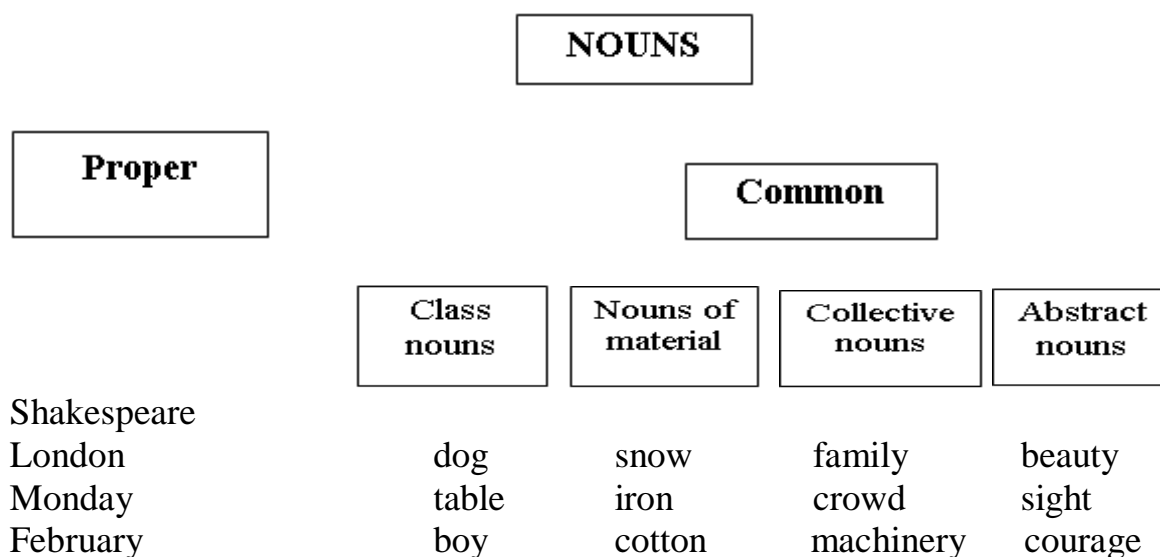 NOUNS
Proper
Common
Class
nouns
Nouns of
material
Collective
nouns
Abstract
nouns
Shakespeare
London dog snow family beauty
Monday table iron crowd sight
February boy cotton machinery courage